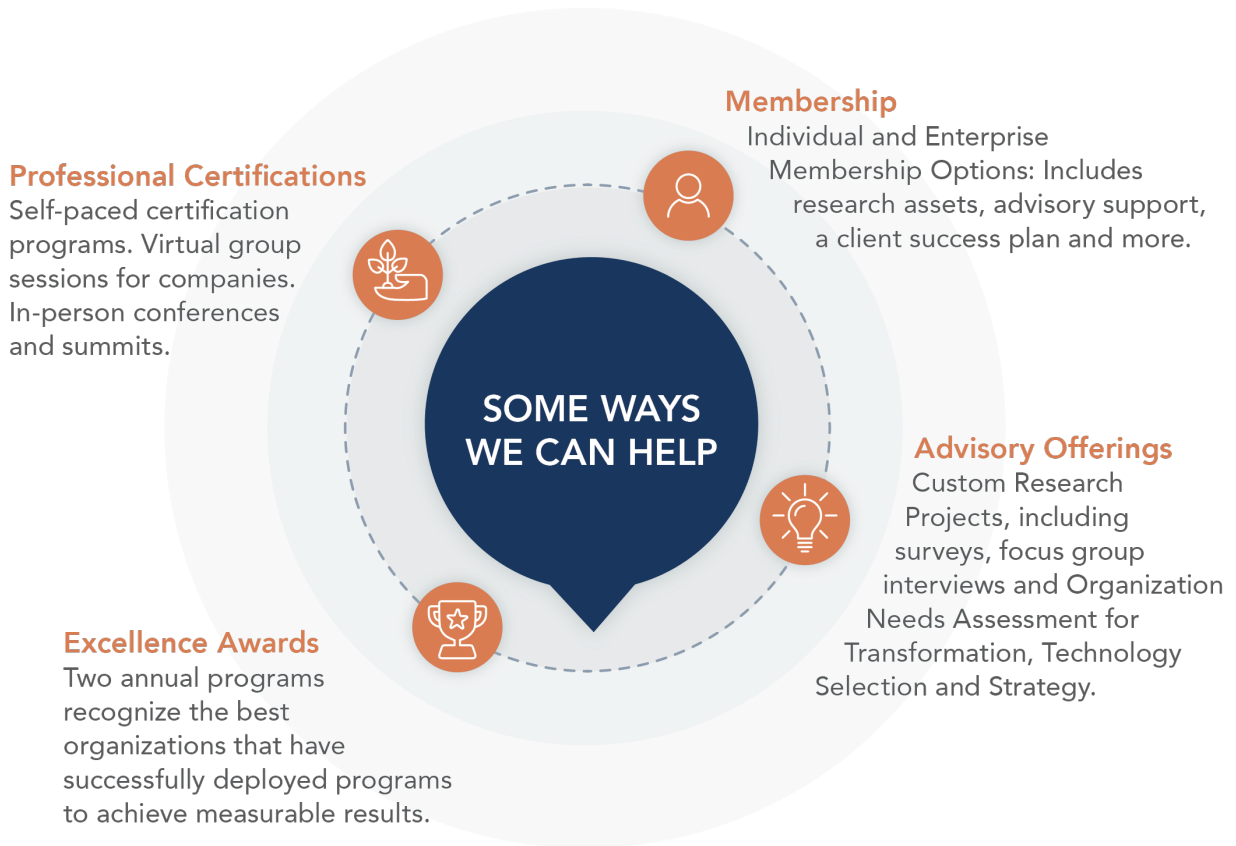 SOME WAYS
WE CAN HELP
Membership
Individual and Enterprise
Membership Options: Includes
research assets, advisory support,
a client success plan and more.
Professional Certifications
Self-paced certification
programs. Virtual group
sessions for companies.
In-person conferences
and summits.
Advisory Offerings
Custom Research
Projects, including
surveys, focus group
interviews and Organization
Needs Assessment for
Transformation, Technology
Selection and Strategy.
Excellence Awards
Two annual programs
recognize the best
organizations that have
successfully deployed programs
to achieve measurable results.